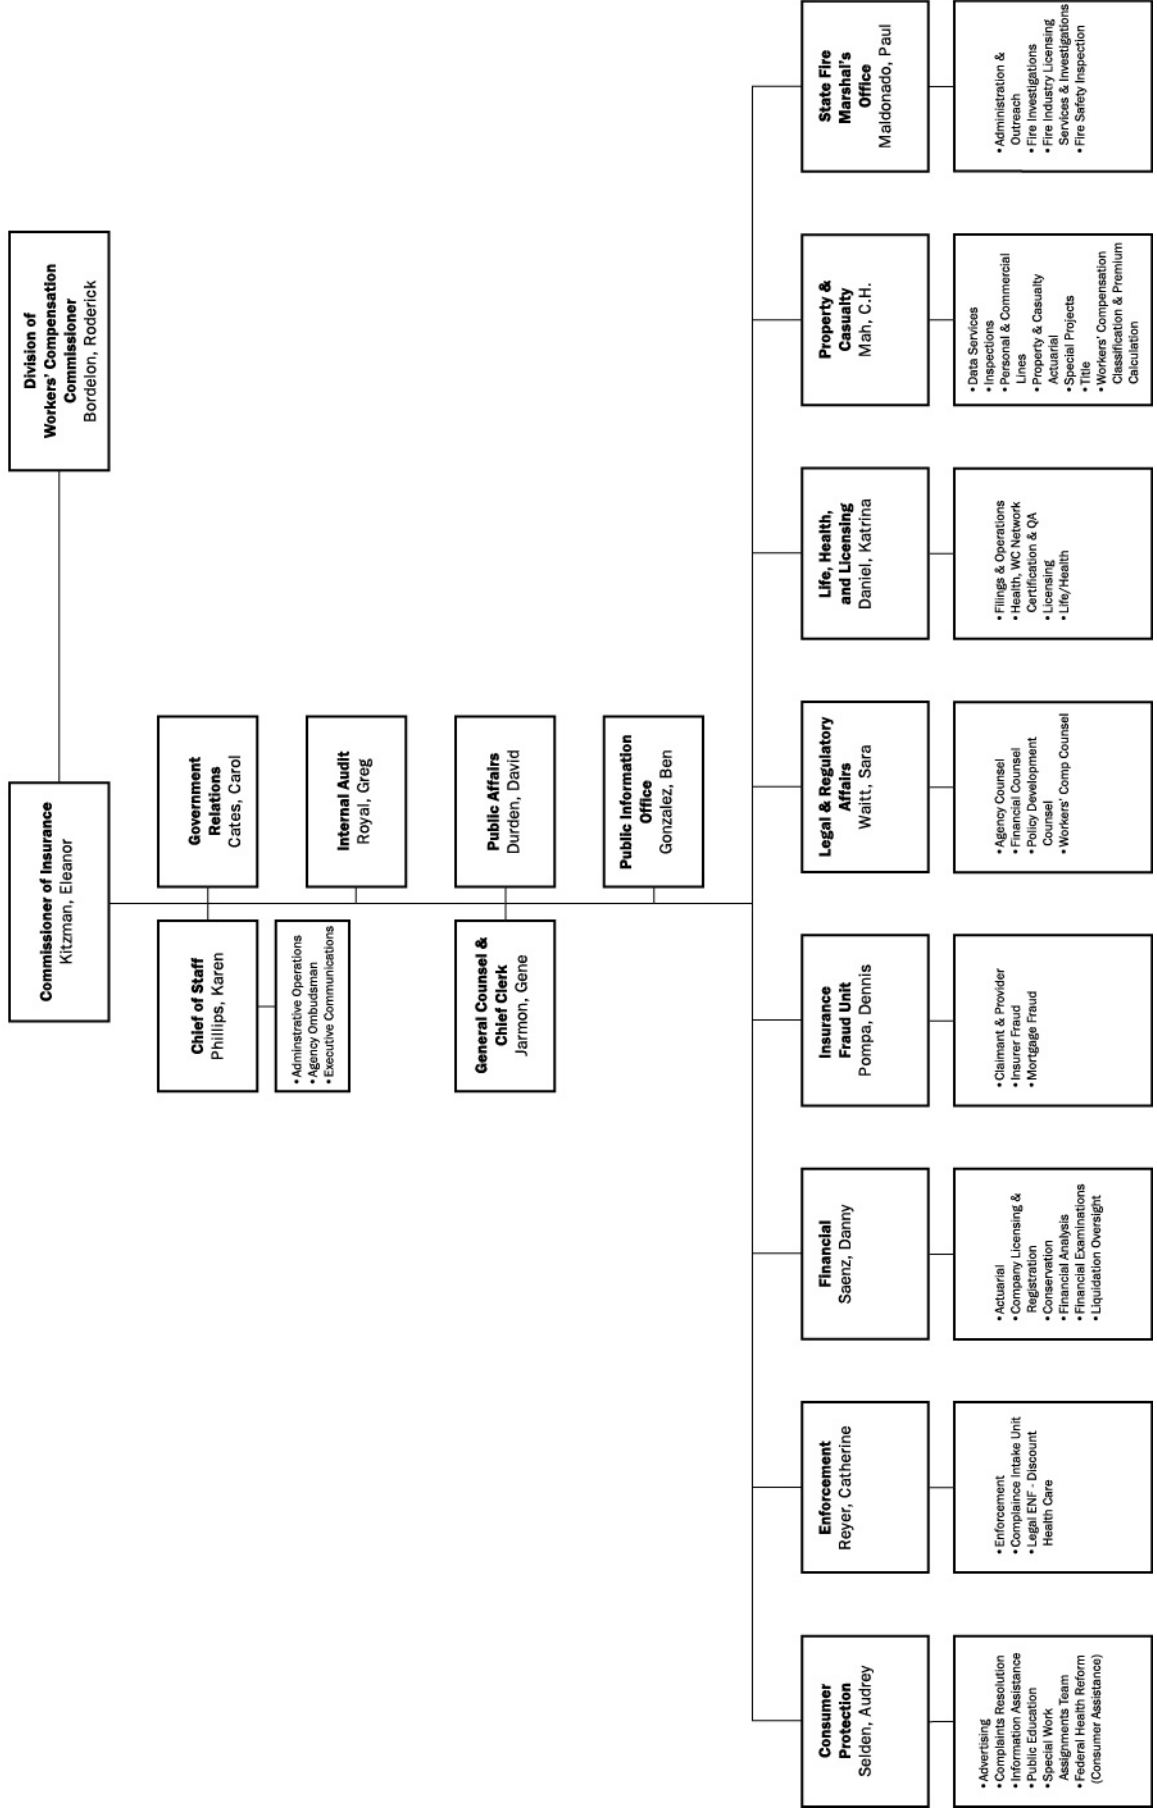 Commissioner of Insurance
Kitzman, Eleanor
Division of
Workers' Compensation
Commissioner
Bordelon, Roderick
Chief of Staff
Phillips, Karen
• Adminstrative Operations
• Agency Ombudsman
• Executive Communications
Government
Relations
Cates, Carol
Internal Audit
Royal, Greg
General Counsel &
Chief Clerk
Jarmon, Gene
Public Affairs
Durden, David
Public Information
Office
Gonzalez, Ben
Consumer
Protection
Selden, Audrey
• Advertising
• Complaints Resolution
• Information Assistance
• Public Education
• Special Work
Assignments Team
• Federal Health Reform
(Consumer Assistance)
Enforcement
Reyer, Catherine
• Enforcement
• Complaince Intake Unit
• Legal ENF - Discount
Health Care
Financial
Saenz, Danny
• Actuarial
• Company Licensing &
Registration
• Conservation
• Financial Analysis
• Financial Examinations
• Liquidation Oversight
Insurance
Fraud Unit
Pompa, Dennis
• Claimant & Provider
• Insurer Fraud
• Mortgage Fraud
Legal & Regulatory
Affairs
Waitt, Sara
• Agency Counsel
• Financial Counsel
• Policy Development
Counsel
• Workers' Comp Counsel
Life, Health,
and Licensing
Daniel, Katrina
• Filings & Operations
• Health, WC Network
Certification & QA
• Licensing
• Life/Health
Property &
Casualty
Mah, C.H.
• Data Services
• Inspections
• Personal & Commercial
Lines
• Property & Casualty
Actuarial
• Special Projects
• Title
• Workers' Compensation
Classification & Premium
Calculation
State Fire
Marshal's
Office
Maldonado, Paul
• Administration &
Outreach
• Fire Investigations
• Fire Industry Licensing
Services & Investigations
• Fire Safety Inspection